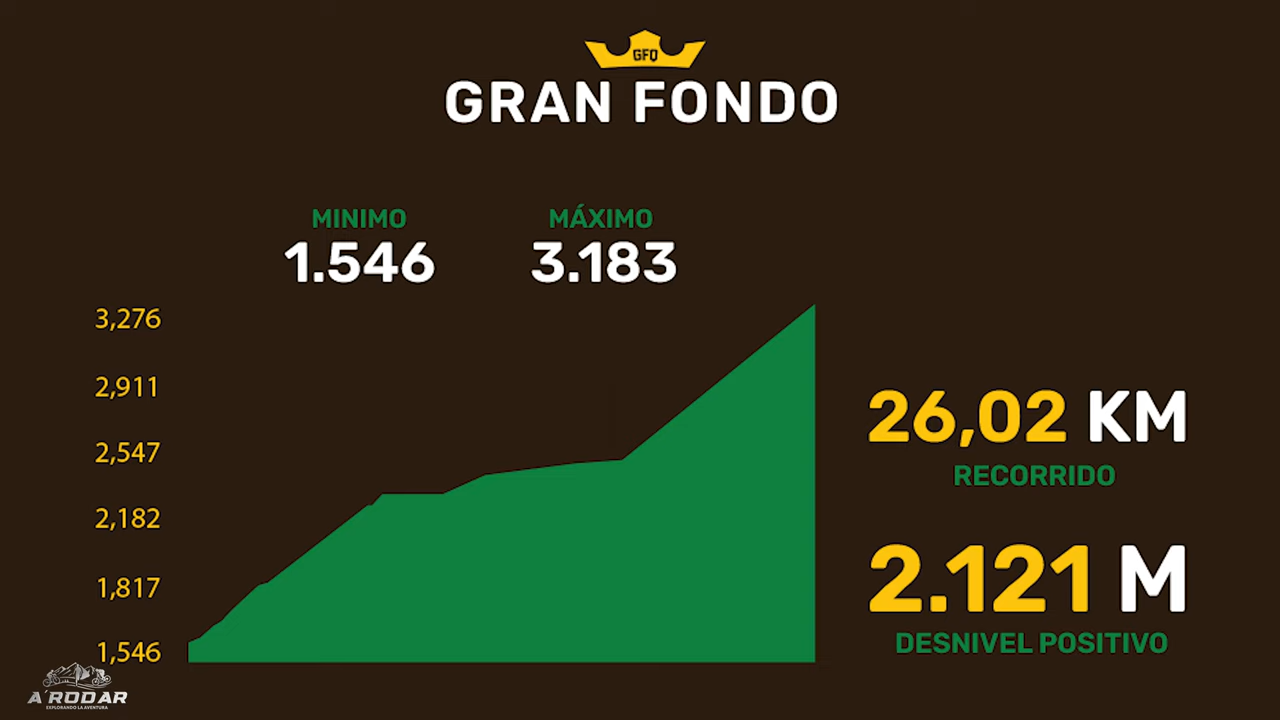 GFQ
GRAN FONDO
MINIMO
1.546
MÁXIMO
3.183
3,276
2,911
2,547
2,182
1,817
1,546
26,02 KM
RECORRIDO
2.121 M
DESNIVEL POSITIVO
A'RODAR
EXPLORANDO LA AVENTURA